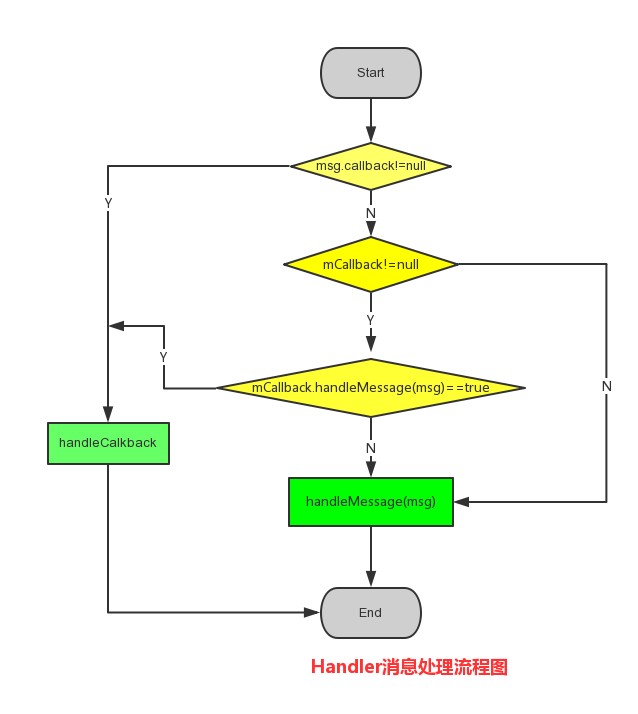 Start
msg.callback!=null
Y
N
mCallback!=null
Y
Y
mCallback.handleMessage(msg)==true
N
N
handleCalkback
handleMessage(msg)
End
Handler消息处理流程图